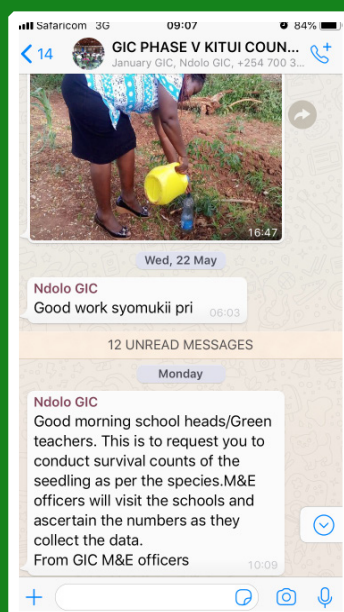 Safaricom 3G 09:07 84%
14
GIC PHASE V KITUI COUN...
January GIC, Ndolo GIC, +254 700 3...
16:47
Wed, 22 May
Ndolo GIC
Good work syomukii pri 06:03
12 UNREAD MESSAGES
Monday
Ndolo GIC
Good morning school heads/Green
teachers. This is to request you to
conduct survival counts of the
seedling as per the species.M&E
officers will visit the schools and
ascertain the numbers as they
collect the data.
From GIC M&E officers
10:09